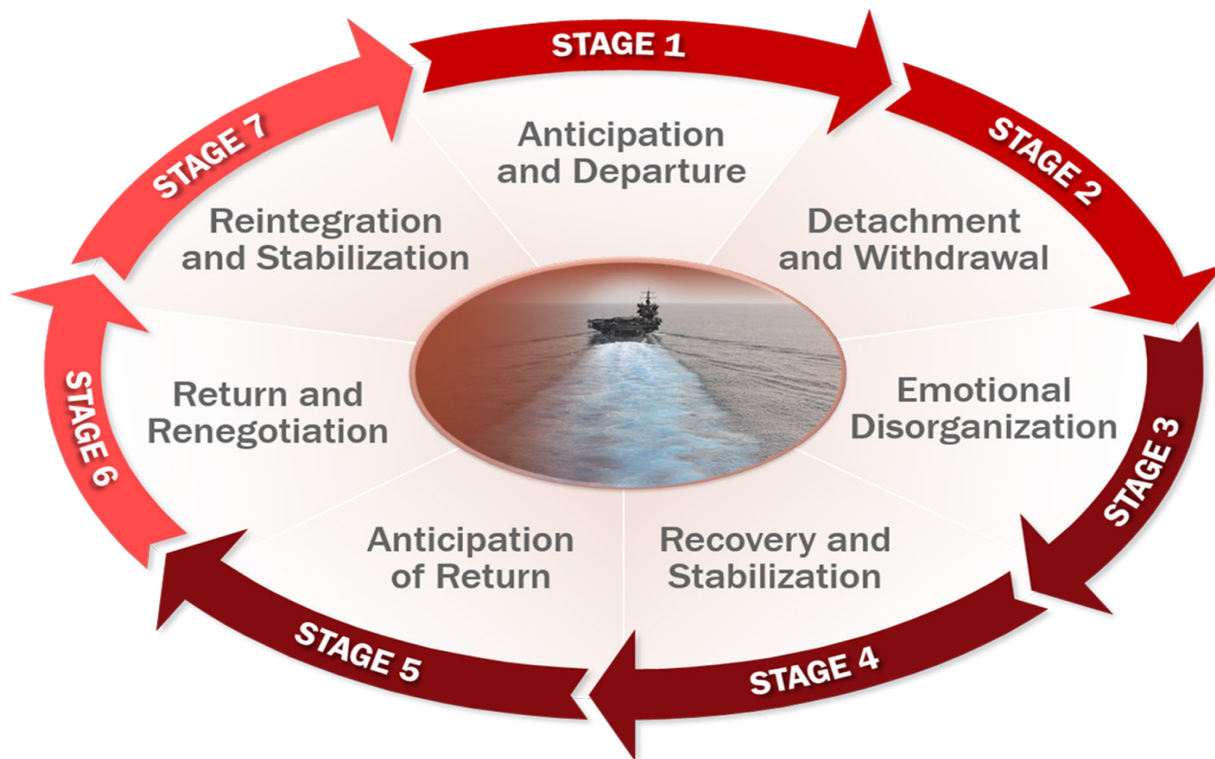 STAGE 1
Anticipation
and Departure
STAGE 2
Detachment
and Withdrawal
STAGE 3
Emotional
Disorganization
STAGE 4
Recovery and
Stabilization
STAGE 5
Anticipation
of Return
STAGE 6
Return and
Renegotiation
STAGE 7
Reintegration
and Stabilization